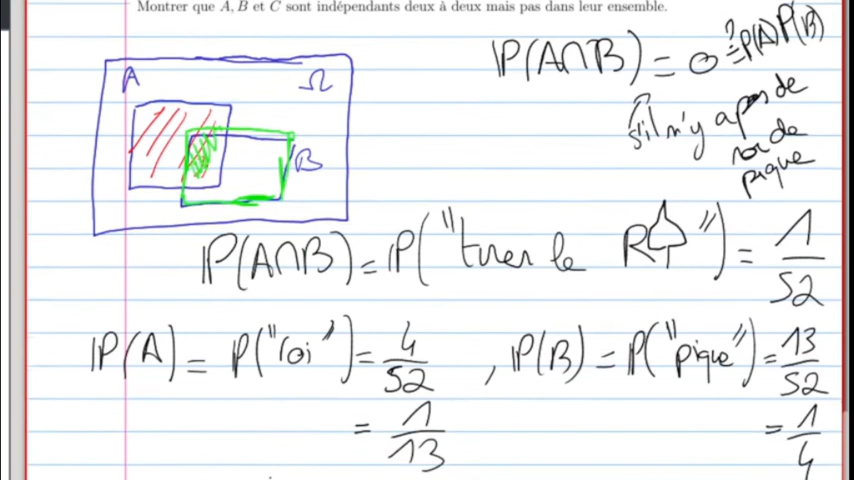 Montrer que A, B et C sont indépendants deux à deux mais pas dans leur ensemble.
A Ω
B
P(A∩B) = 0 ?= P(A)P(B)
s'il n'y a pas de
roi de
pique
P(A∩B) = P("tirer le R♠") = 1/52
P(A) = P("roi") = 4/52 , P(B) = P("pique") = 13/52
= 1/13 = 1/4